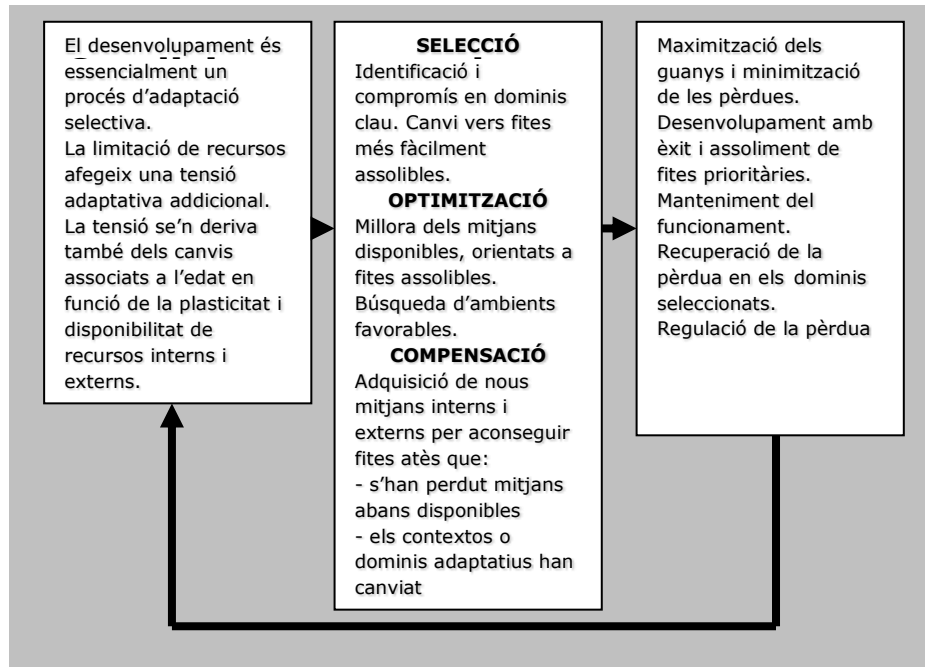 El desenvolupament és
essencialment un
procés d'adaptació
selectiva.
La limitació de recursos
afegeix una tensió
adaptativa addicional.
La tensió se'n deriva
també dels canvis
associats a l'edat en
funció de la plasticitat i
disponibilitat de
recursos interns i
externs.
SELECCIÓ
Identificació i
compromís en dominis
clau. Canvi vers fites
més fàcilment
assolibles.
OPTIMITZACIÓ
Millora dels mitjans
disponibles, orientats a
fites assolibles.
Búsqueda d'ambients
favorables.
COMPENSACIÓ
Adquisició de nous
mitjans interns i
externs per aconseguir
fites atès que:
- s'han perdut mitjans
abans disponibles
- els contextos o
dominis adaptatius han
canviat
Maximització dels
guanys i minimització
de les pèrdues.
Desenvolupament amb
èxit i assoliment de
fites prioritàries.
Manteniment del
funcionament.
Recuperació de la
pèrdua en els dominis
seleccionats.
Regulació de la pèrdua